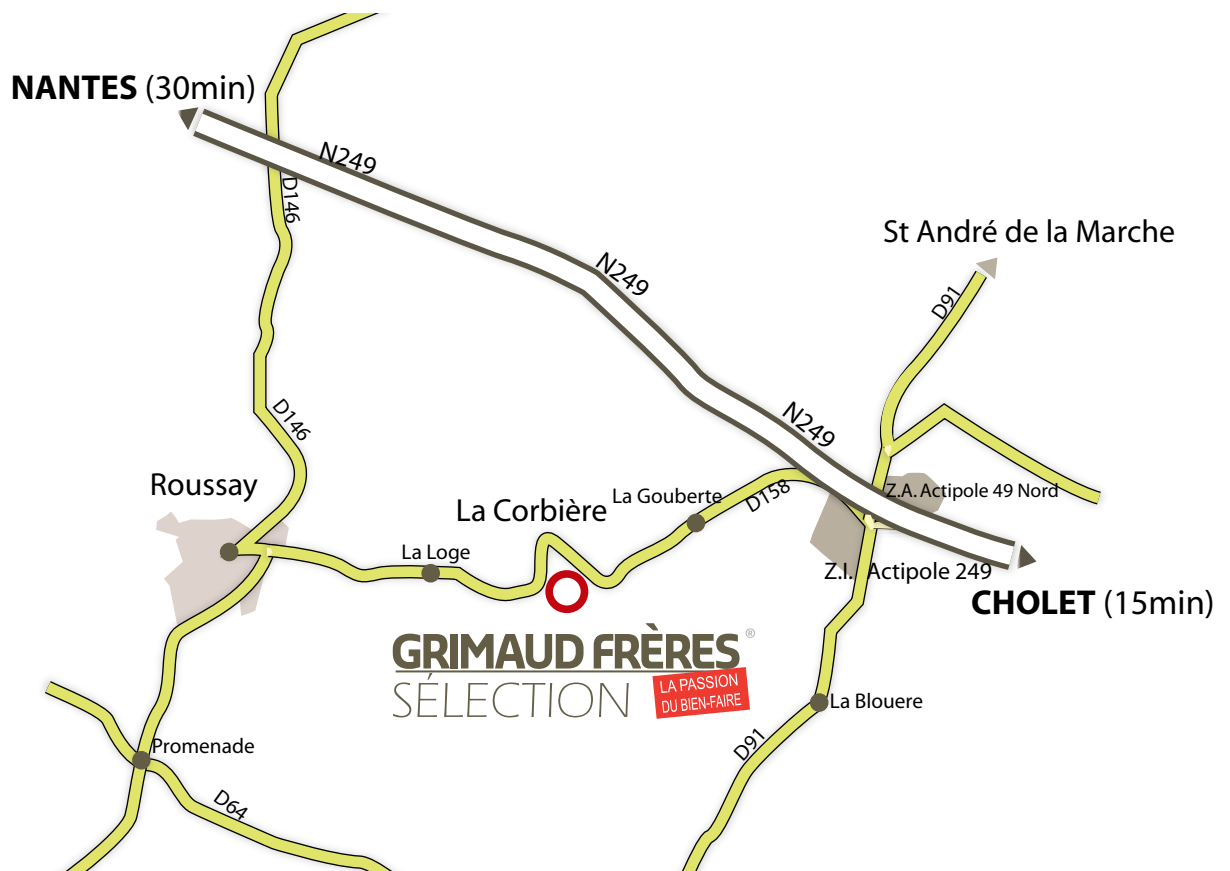 NANTES (30min)
N249
D146
St André de la Marche
N249
D91
D146
N249
Roussay
La Corbière
La Gouberte
D158
Z.A. Actipole 49 Nord
La Loge
Z.I. Actipole 249
CHOLET (15min)
GRIMAUD FRÈRES®
SÉLECTION
LA PASSION
DU BIEN-FAIRE
La Blouere
Promenade
D91
D64